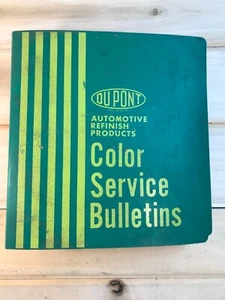 DU PONT
AUTOMOTIVE
REFINISH
PRODUCTS
Color
Service
Bulletins